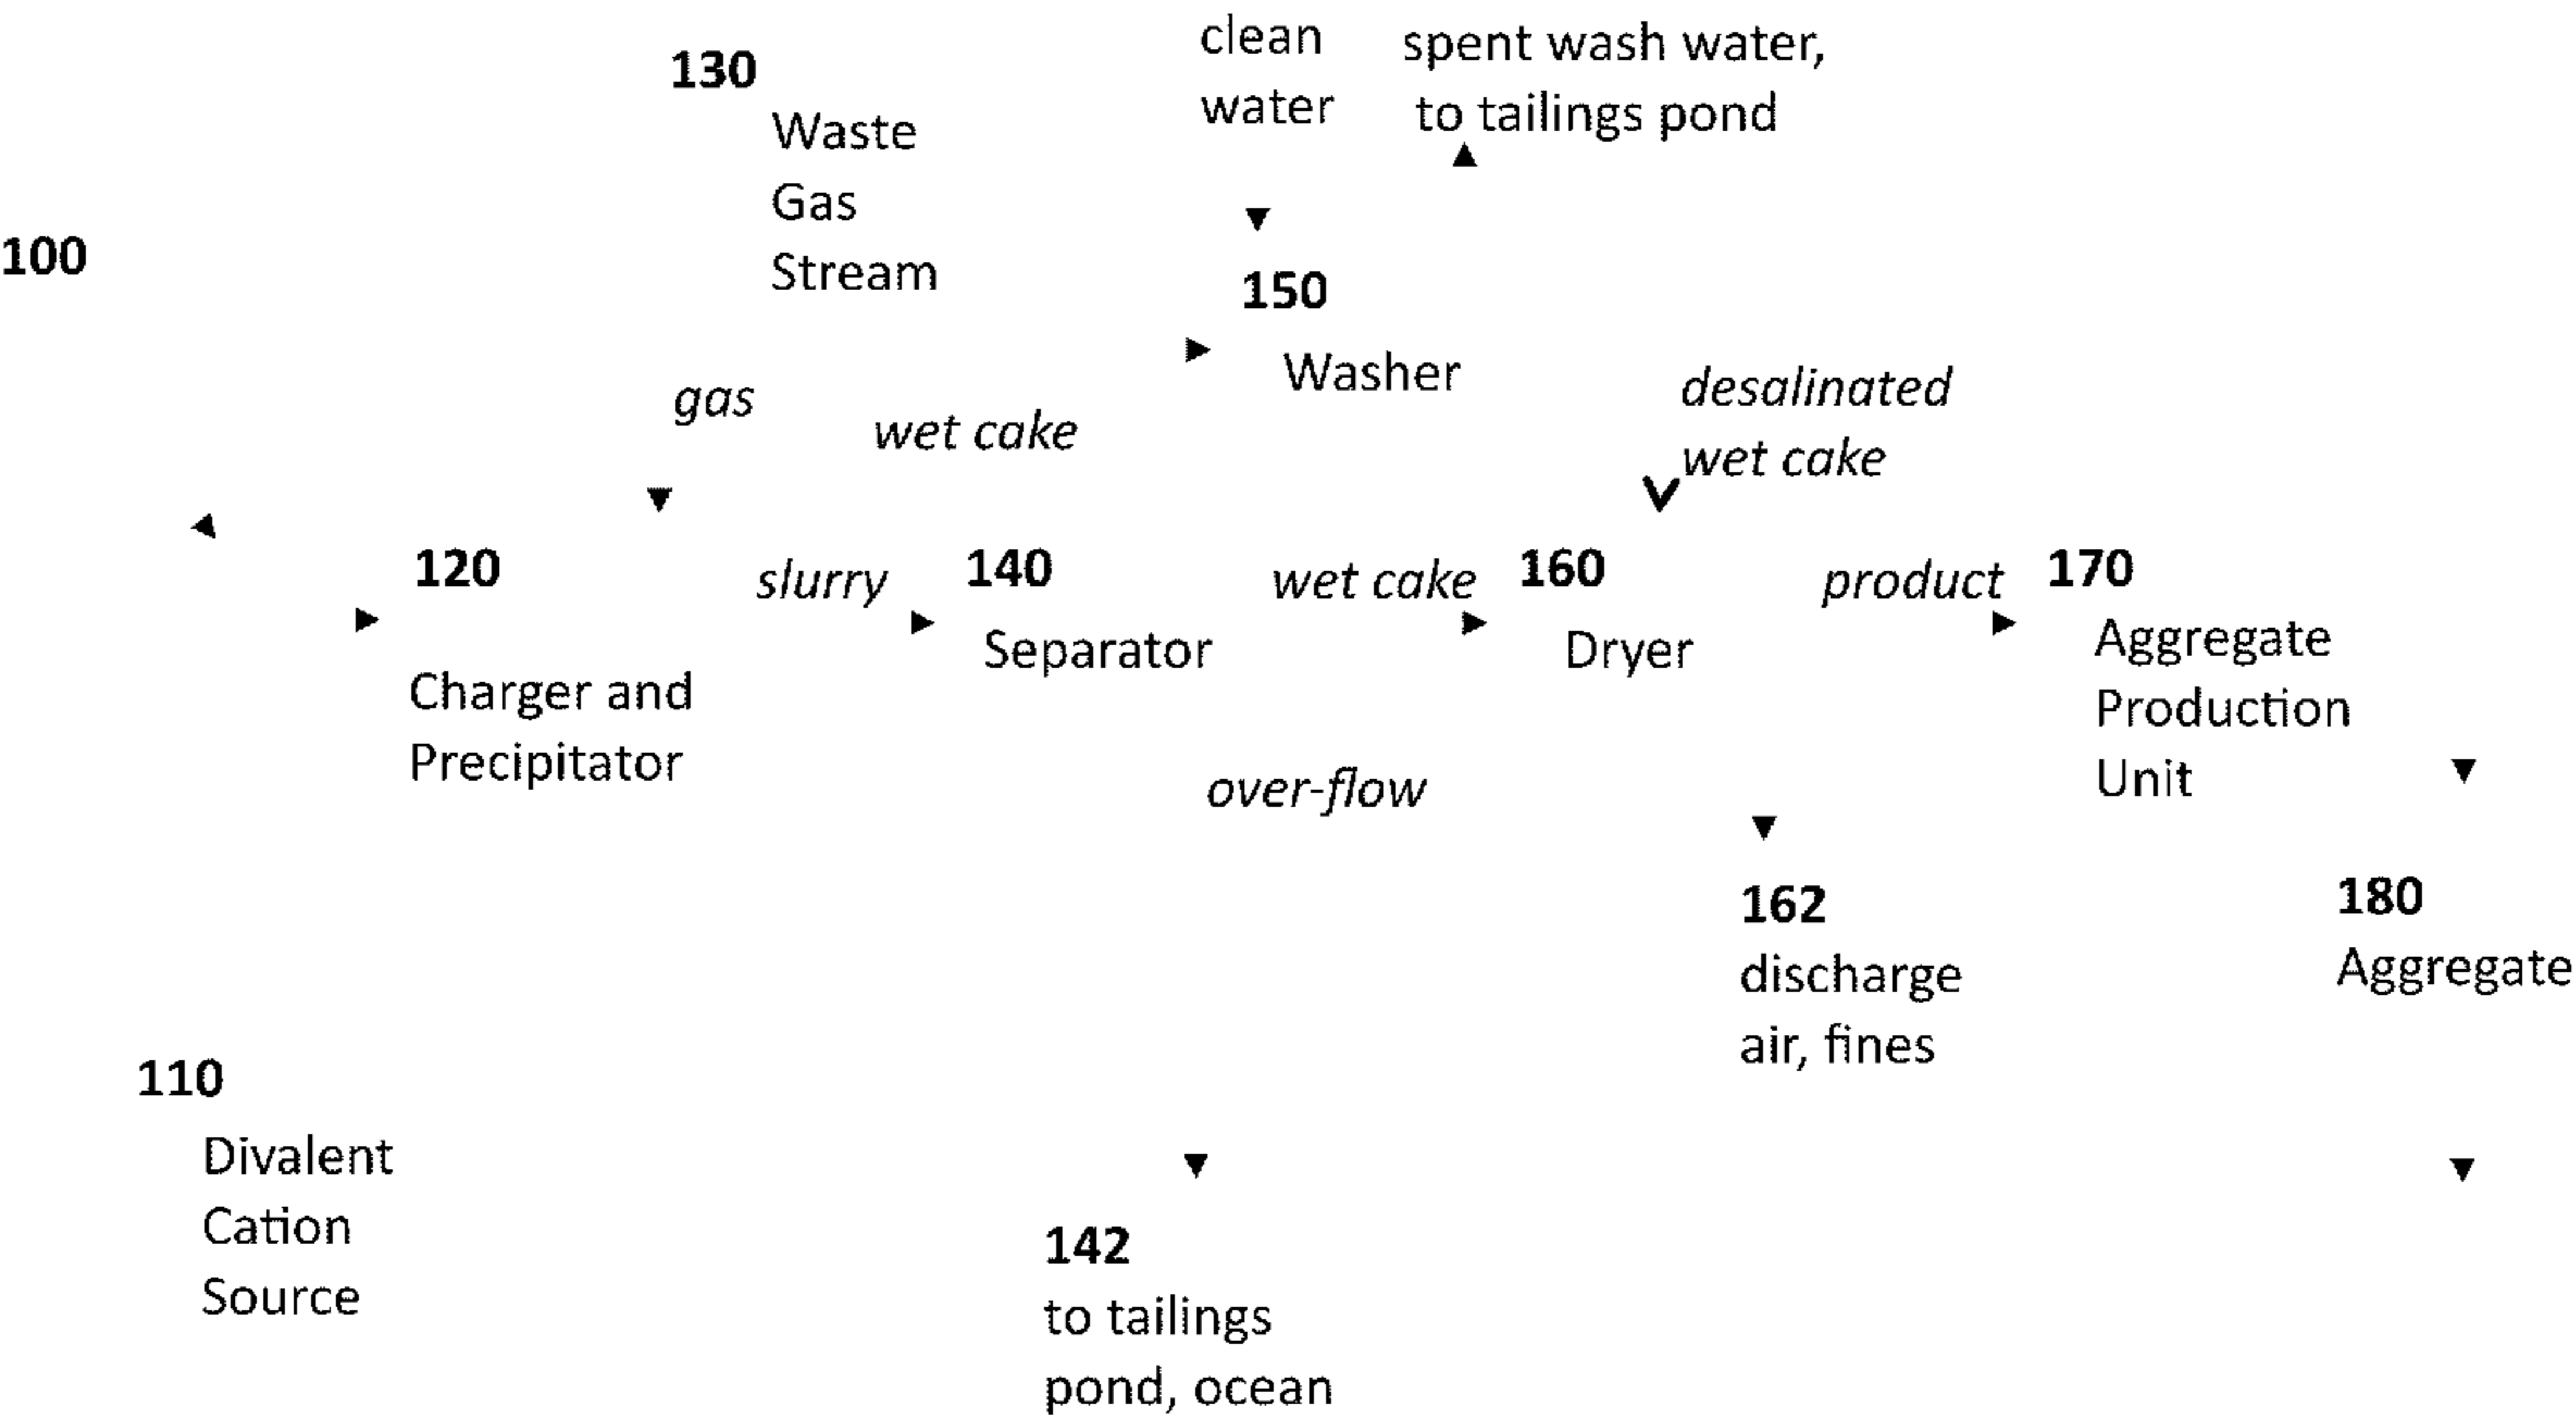 clean
water
spent wash water,
to tailings pond
130
Waste
Gas
Stream
100
150
Washer
gas
wet cake
desalinated
wet cake
120
Charger and
Precipitator
slurry
140
Separator
wet cake
160
Dryer
product
170
Aggregate
Production
Unit
over-flow
162
discharge
air, fines
180
Aggregate
110
Divalent
Cation
Source
142
to tailings
pond, ocean